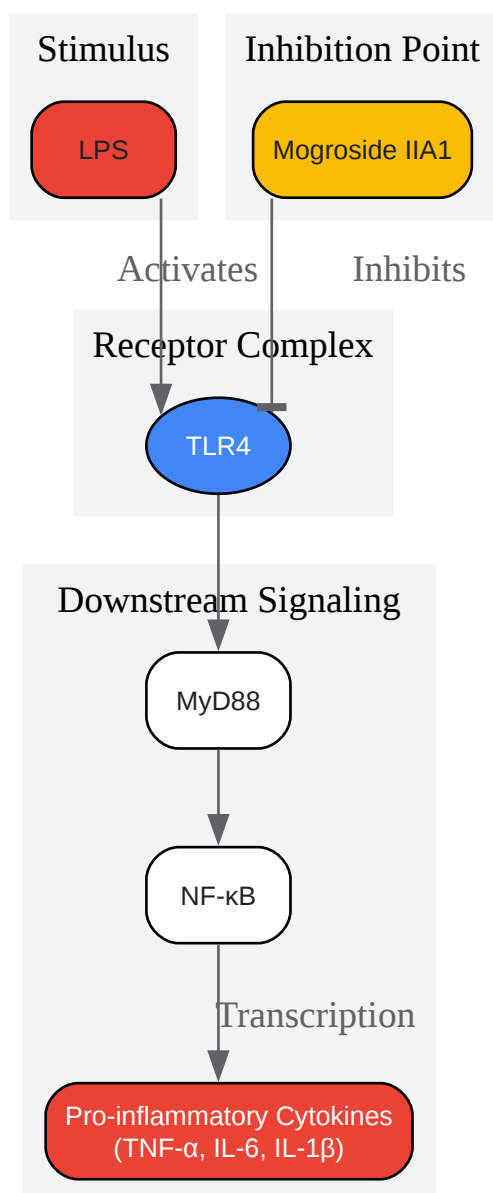 Stimulus
Inhibition Point
LPS
Mogroside IIA1
Activates
Inhibits
Receptor Complex
TLR4
Downstream Signaling
MyD88
NF-κB
Transcription
Pro-inflammatory Cytokines
(TNF-α, IL-6, IL-1β)